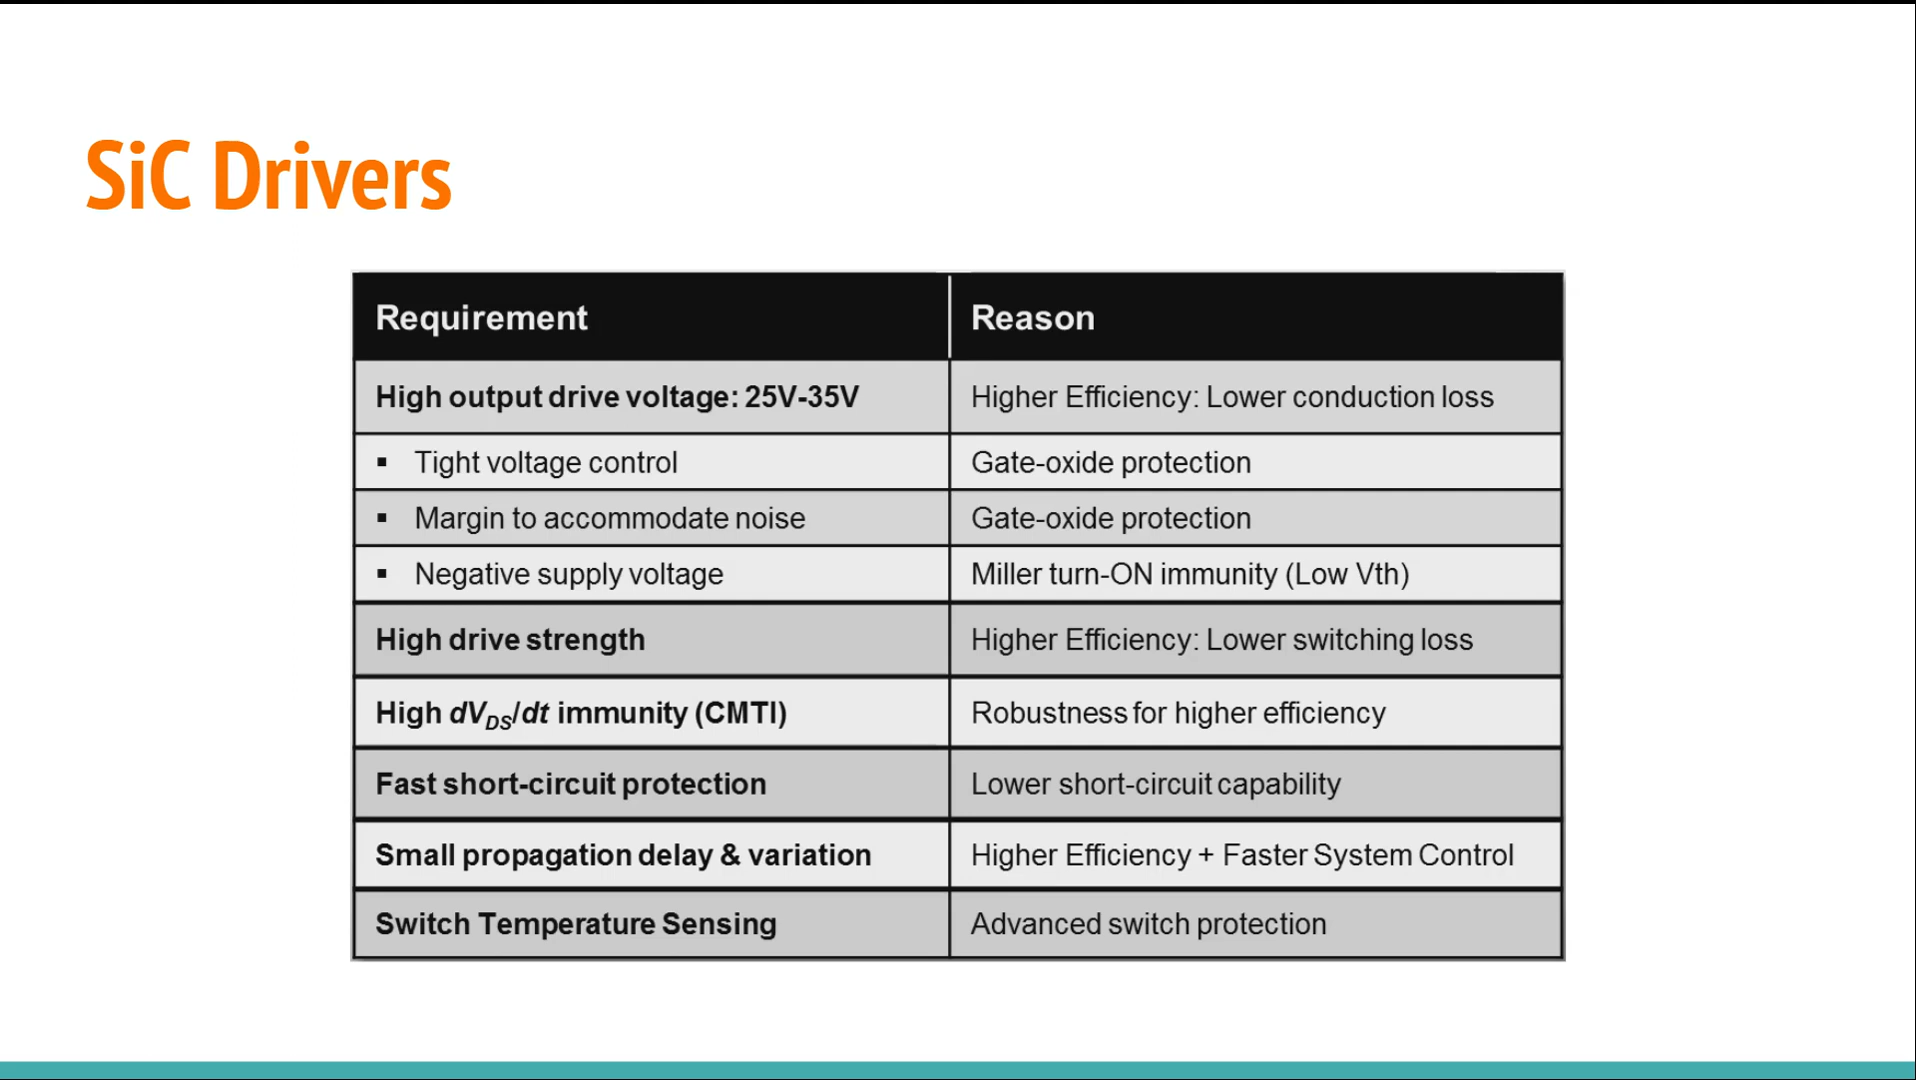 SiC Drivers
Requirement Reason
High output drive voltage: 25V-35V Higher Efficiency: Lower conduction loss
▪ Tight voltage control Gate-oxide protection
▪ Margin to accommodate noise Gate-oxide protection
▪ Negative supply voltage Miller turn-ON immunity (Low Vth)
High drive strength Higher Efficiency: Lower switching loss
High dVDS/dt immunity (CMTI) Robustness for higher efficiency
Fast short-circuit protection Lower short-circuit capability
Small propagation delay & variation Higher Efficiency + Faster System Control
Switch Temperature Sensing Advanced switch protection